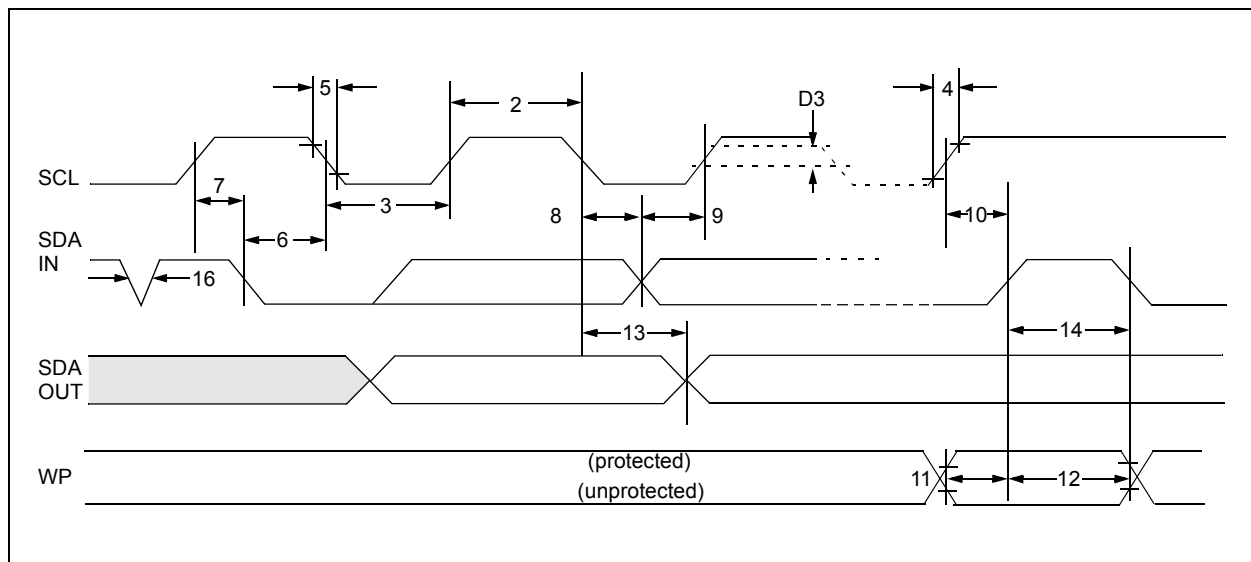 5
2
D3
4
SCL
7
3
8
9
10
SDA
IN
6
16
13
14
SDA
OUT
WP
(protected)
(unprotected)
11
12